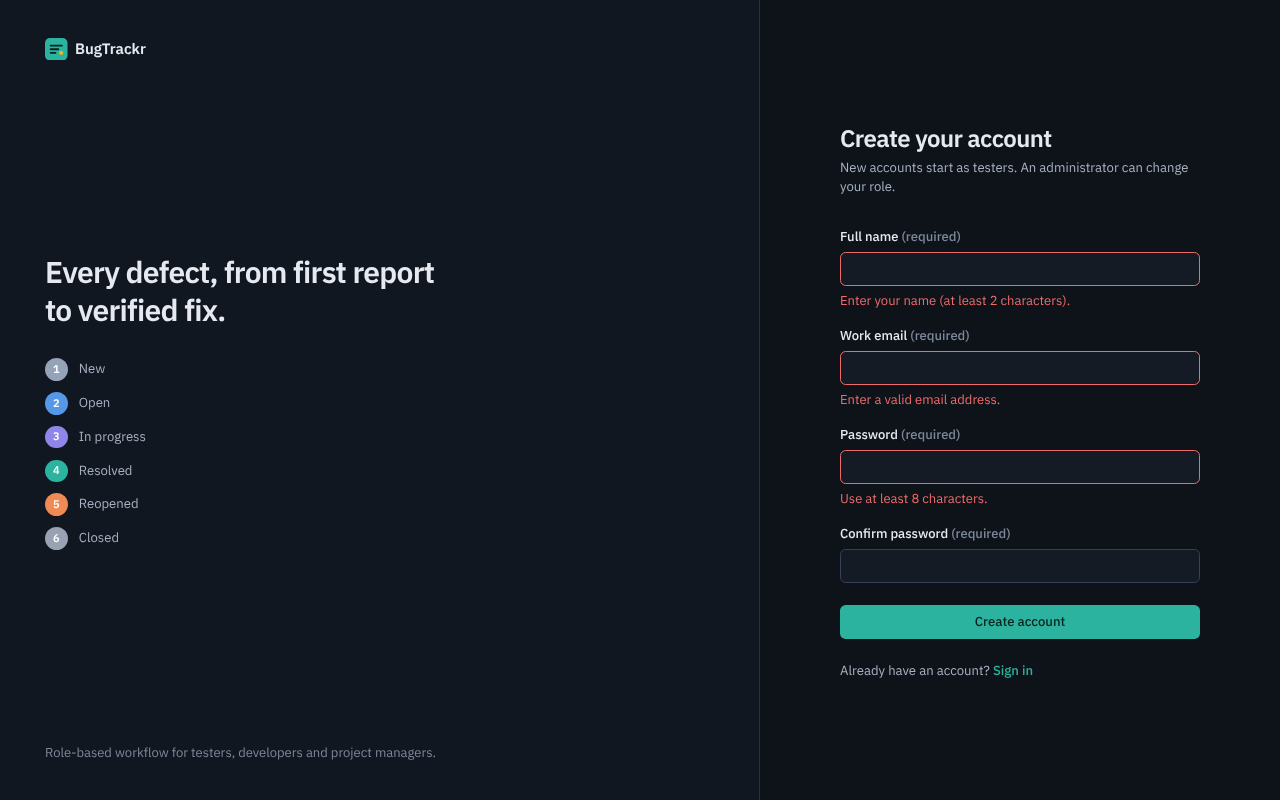 BugTrackr
Every defect, from first report
to verified fix.
1 New
2 Open
3 In progress
4 Resolved
5 Reopened
6 Closed
Role-based workflow for testers, developers and project managers.
Create your account
New accounts start as testers. An administrator can change
your role.
Full name (required)
Enter your name (at least 2 characters).
Work email (required)
Enter a valid email address.
Password (required)
Use at least 8 characters.
Confirm password (required)
Create account
Already have an account? Sign in